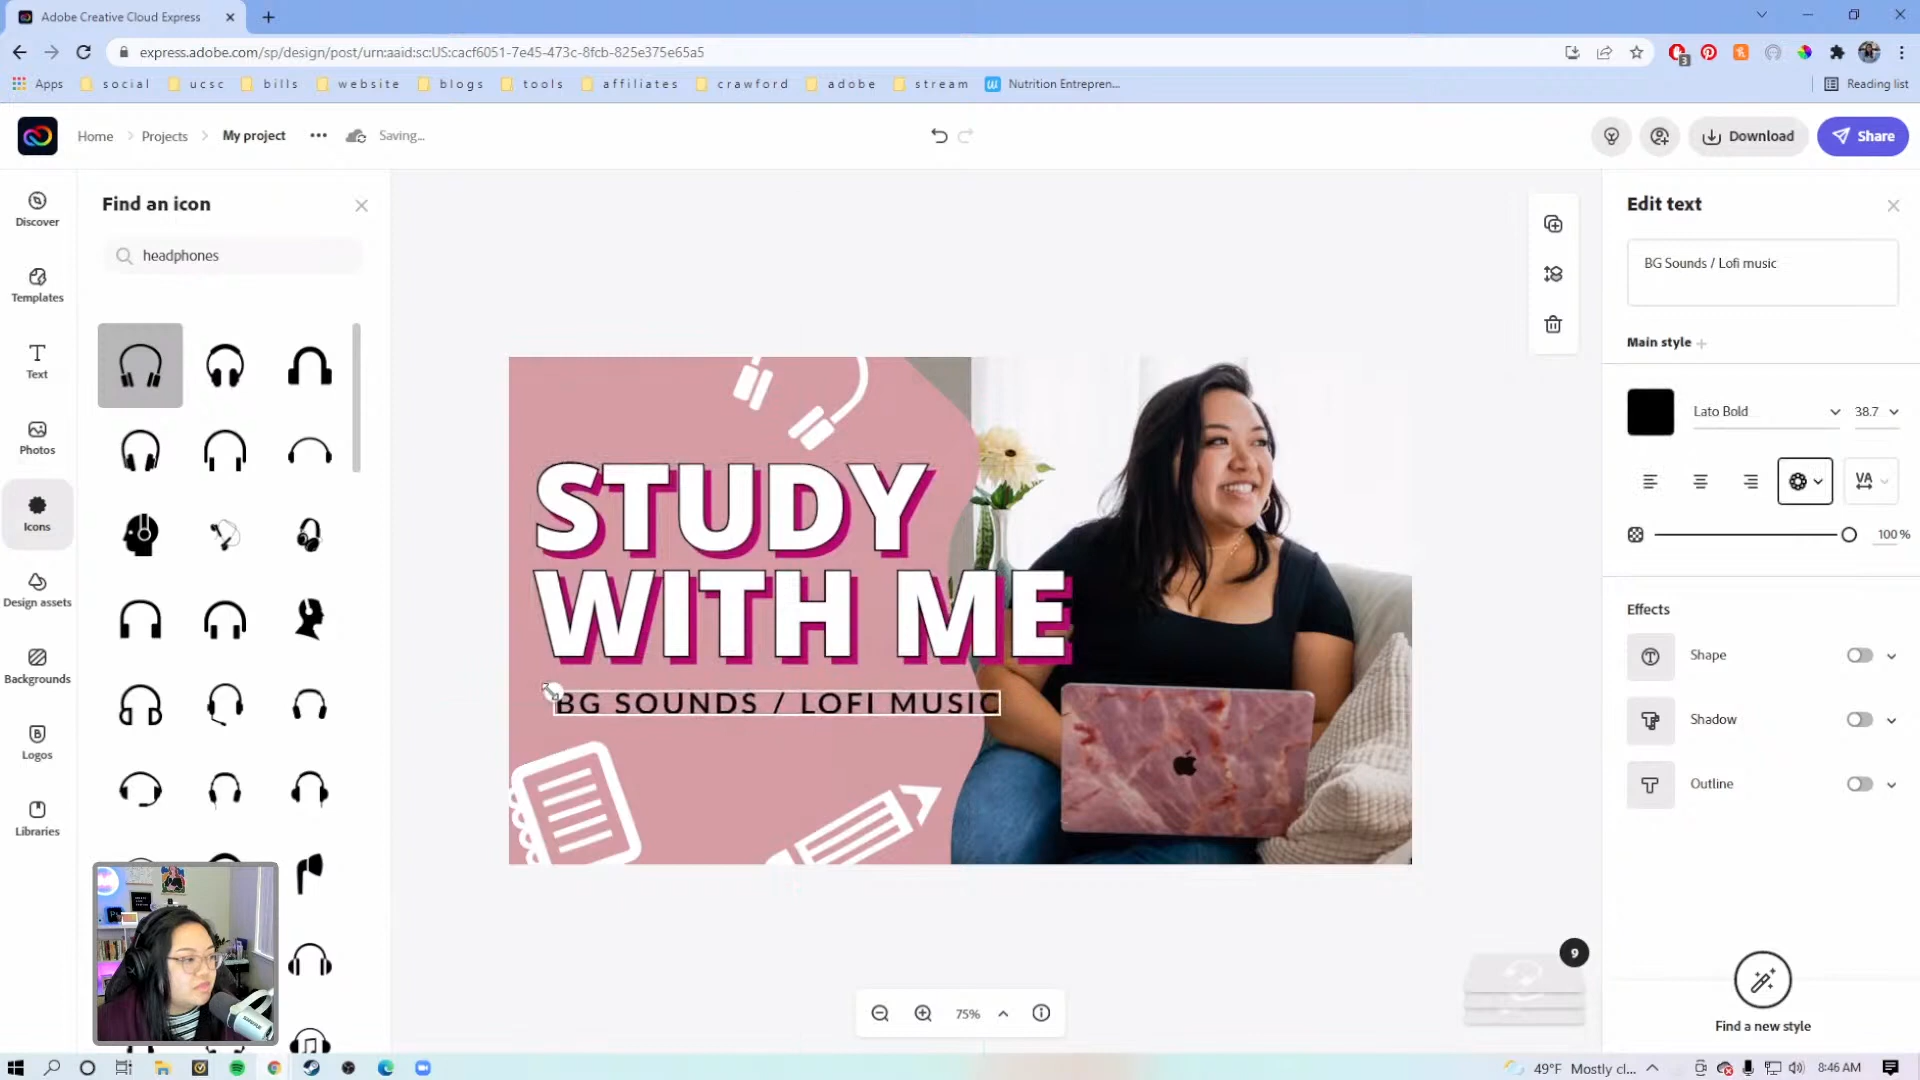 Adobe Creative Cloud Express
express.adobe.com/sp/design/post/urn:aaid:sc:US:cacf6051-7e45-473c-8fcb-825e375e65a5
3
Apps social ucsc bills website blogs tools affiliates crawford adobe stream Nutrition Entrepren... Reading list
Home Projects My project Saving...
Download Share
Discover
Templates
Text
Photos
Icons
Design assets
Backgrounds
Logos
Libraries
Find an icon
headphones
STUDY
WITH ME
BG SOUNDS / LOFI MUSIC
9
75%
Edit text
BG Sounds / Lofi music
Main style
Lato Bold 38.7
VA
100 %
Effects
Shape
Shadow
Outline
Find a new style
49°F Mostly cl... 8:46 AM